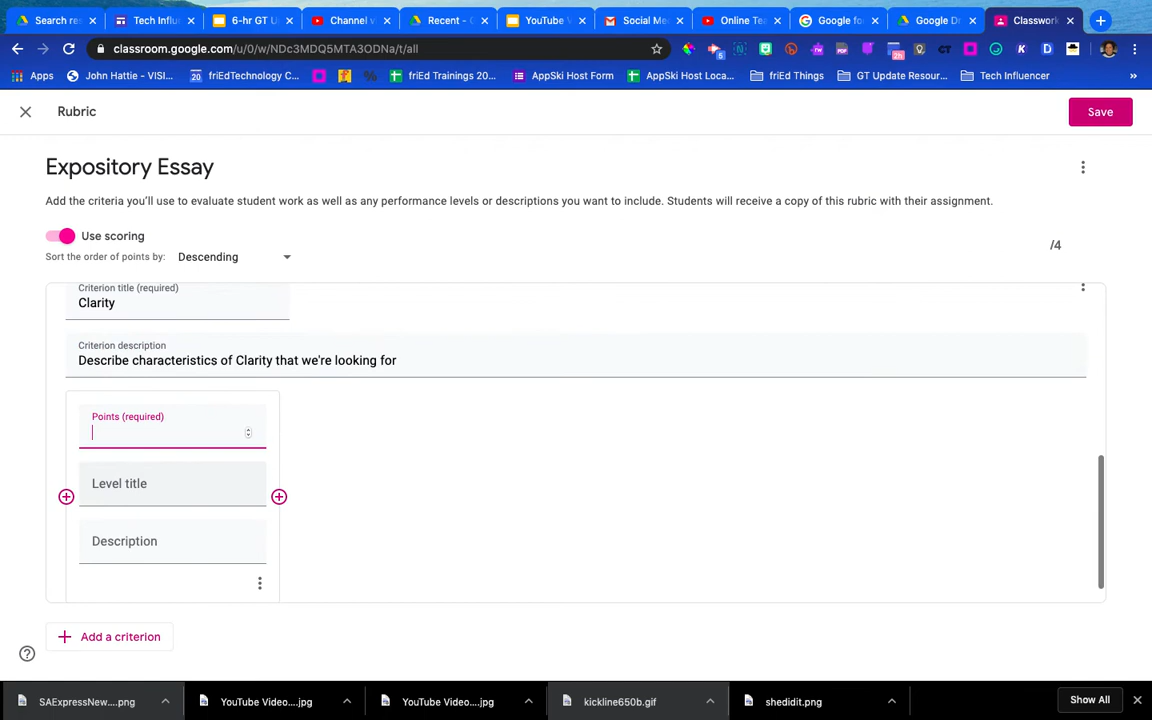 Search res
Tech Influ
6-hr GT U
Channel v
Recent - G
YouTube V
Social Me
Online Tea
Google fo
Google Dr
Classwork
classroom.google.com/u/0/w/NDc3MDQ5MTA3ODNa/t/all
Apps
John Hattie - VISI...
friEdTechnology C...
friEd Trainings 20...
AppSki Host Form
AppSki Host Loca...
friEd Things
GT Update Resour...
Tech Influencer
»
Rubric
Save
Expository Essay
Add the criteria you'll use to evaluate student work as well as any performance levels or descriptions you want to include. Students will receive a copy of this rubric with their assignment.
Use scoring
Sort the order of points by: Descending
/4
Criterion title (required)
Clarity
Criterion description
Describe characteristics of Clarity that we're looking for
Points (required)
Level title
Description
Add a criterion
SAExpressNew....png
YouTube Video....jpg
YouTube Video....jpg
kickline650b.gif
shedidit.png
Show All